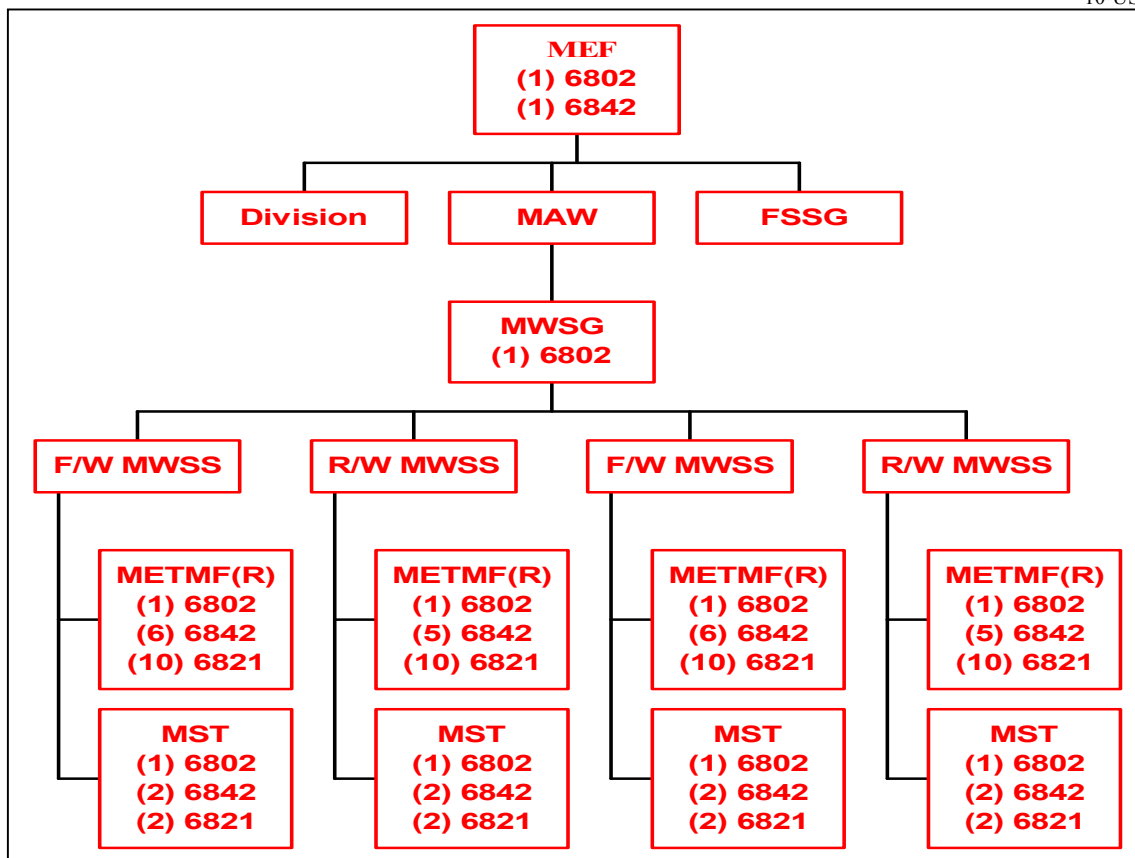 10 US
MEF
(1) 6802
(1) 6842
Division
MAW
FSSG
MWSG
(1) 6802
F/W MWSS
R/W MWSS
F/W MWSS
R/W MWSS
METMF(R)
(1) 6802
(6) 6842
(10) 6821
METMF(R)
(1) 6802
(5) 6842
(10) 6821
METMF(R)
(1) 6802
(6) 6842
(10) 6821
METMF(R)
(1) 6802
(5) 6842
(10) 6821
MST
(1) 6802
(2) 6842
(2) 6821
MST
(1) 6802
(2) 6842
(2) 6821
MST
(1) 6802
(2) 6842
(2) 6821
MST
(1) 6802
(2) 6842
(2) 6821